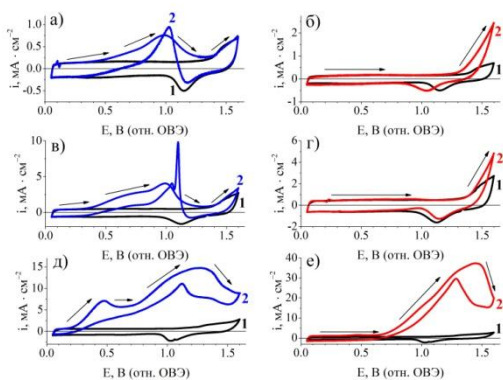 а)
2
1
i, мА · см⁻²
0.5
0.0
-0.5
0.0 0.5 1.0 1.5
E, В (отн. ОВЭ)
б)
2
1
i, мА · см⁻²
2
1
0
-1
0.0 0.5 1.0 1.5
E, В (отн. ОВЭ)
в)
2
1
i, мА · см⁻²
10
5
0
0.0 0.5 1.0 1.5
E, В (отн. ОВЭ)
г)
2
1
i, мА · см⁻²
6
4
2
0
-2
0.0 0.5 1.0 1.5
E, В (отн. ОВЭ)
д)
2
1
i, мА · см⁻²
15
10
5
0
0.0 0.5 1.0 1.5
E, В (отн. ОВЭ)
е)
2
1
i, мА · см⁻²
40
30
20
10
0
0.0 0.5 1.0 1.5
E, В (отн. ОВЭ)